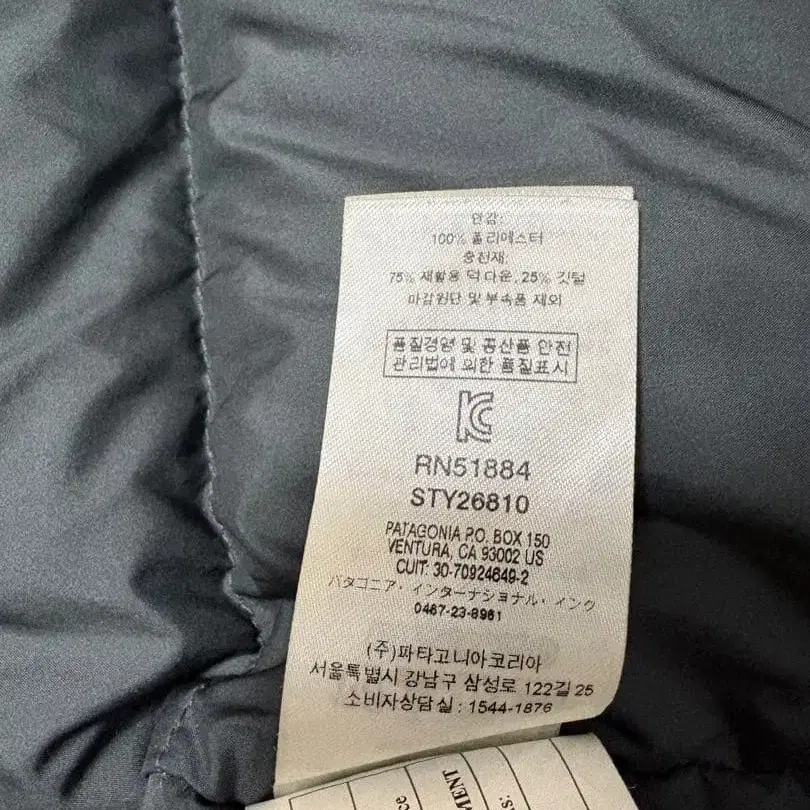 안감:
100% 폴리에스터
충전재:
75% 재활용 덕다운, 25% 깃털
마감원단 및 부속품 제외
품질경영 및 공산품 안전
관리법에 의한 품질표시
RN51884
STY26810
PATAGONIA P.O. BOX 150
VENTURA, CA 93002 US
CUIT: 30-70924649-2
パタゴニア・インターナショナル・インク
0467-23-8961
(주)파타고니아코리아
서울특별시 강남구 삼성로 122길 25
소비자상담실 : 1544-1876